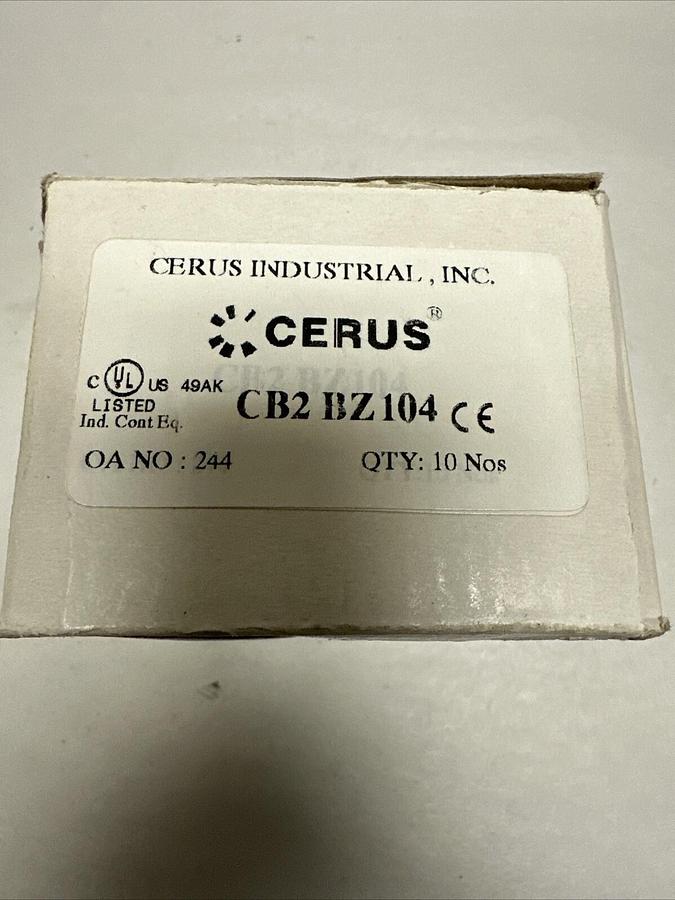 CERUS INDUSTRIAL , INC.
CERUS®
C UL US 49AK
LISTED
Ind. Cont Eq.
CB2 BZ104 CE
OA NO : 244 QTY: 10 Nos